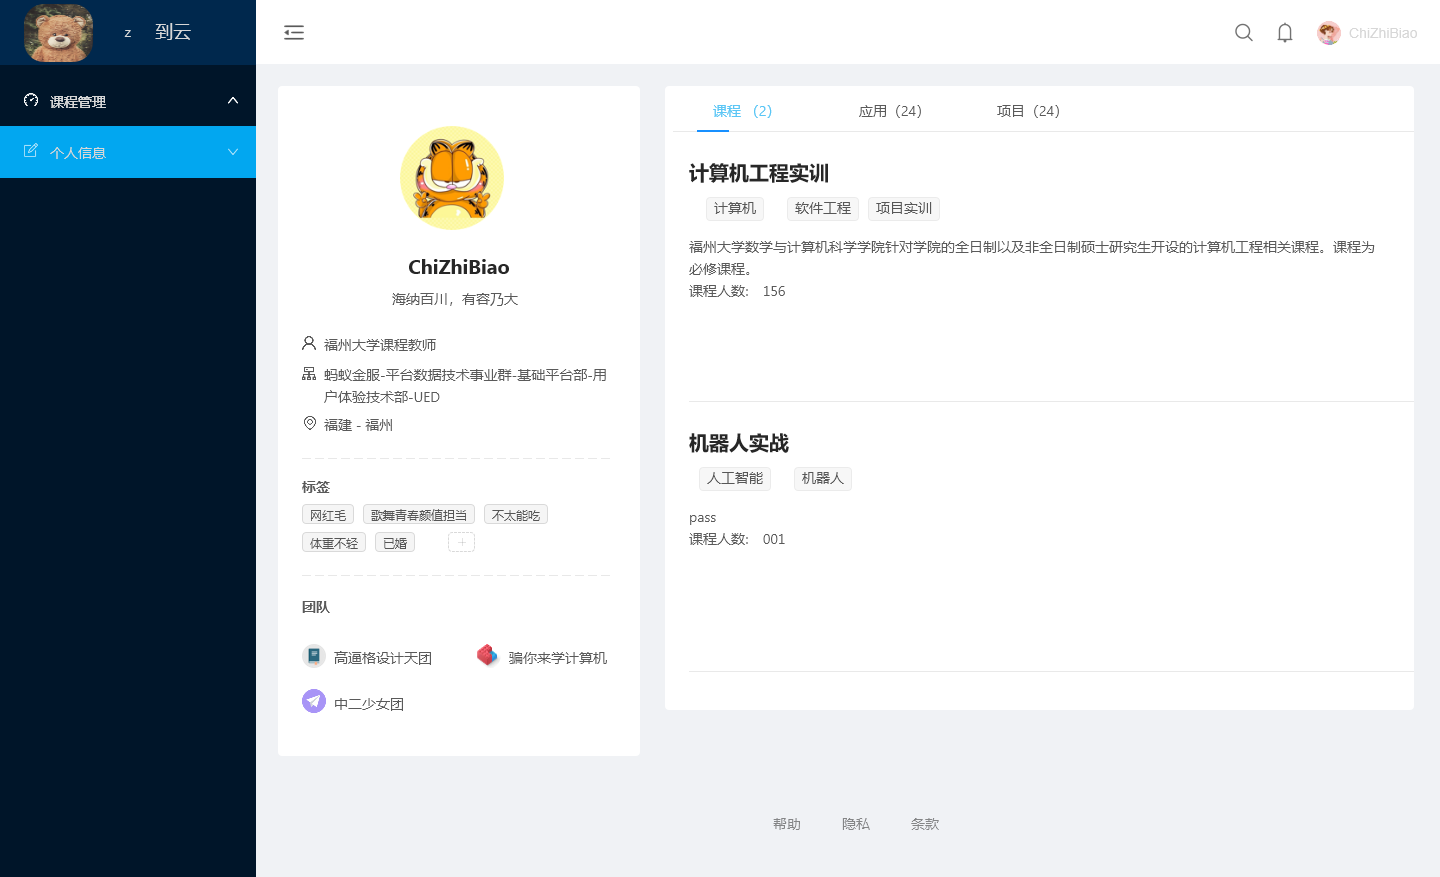 z 到云
ChiZhiBiao
课程管理
个人信息
ChiZhiBiao
海纳百川，有容乃大
福州大学课程教师
蚂蚁金服-平台数据技术事业群-基础平台部-用
户体验技术部-UED
福建 - 福州
标签
网红毛 歌舞青春颜值担当 不太能吃
体重不轻 已婚 +
团队
高逼格设计天团 骗你来学计算机
中二少女团
课程 （2） 应用（24） 项目（24）
计算机工程实训
计算机 软件工程 项目实训
福州大学数学与计算机科学学院针对学院的全日制以及非全日制硕士研究生开设的计算机工程相关课程。课程为
必修课程。
课程人数: 156
机器人实战
人工智能 机器人
pass
课程人数: 001
帮助 隐私 条款